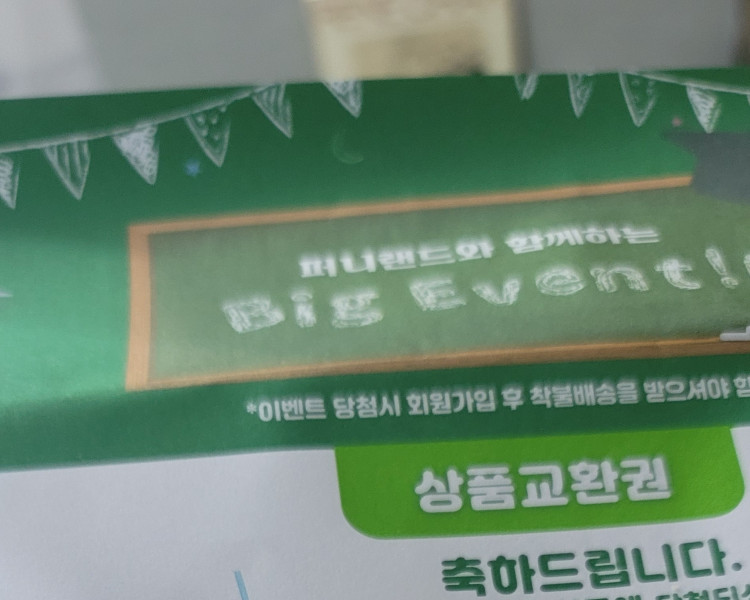 퍼니랜드와 함께하는
Big Event!
*이벤트 당첨시 회원가입 후 착불배송을 받으셔야
상품교환권
축하드립니다.